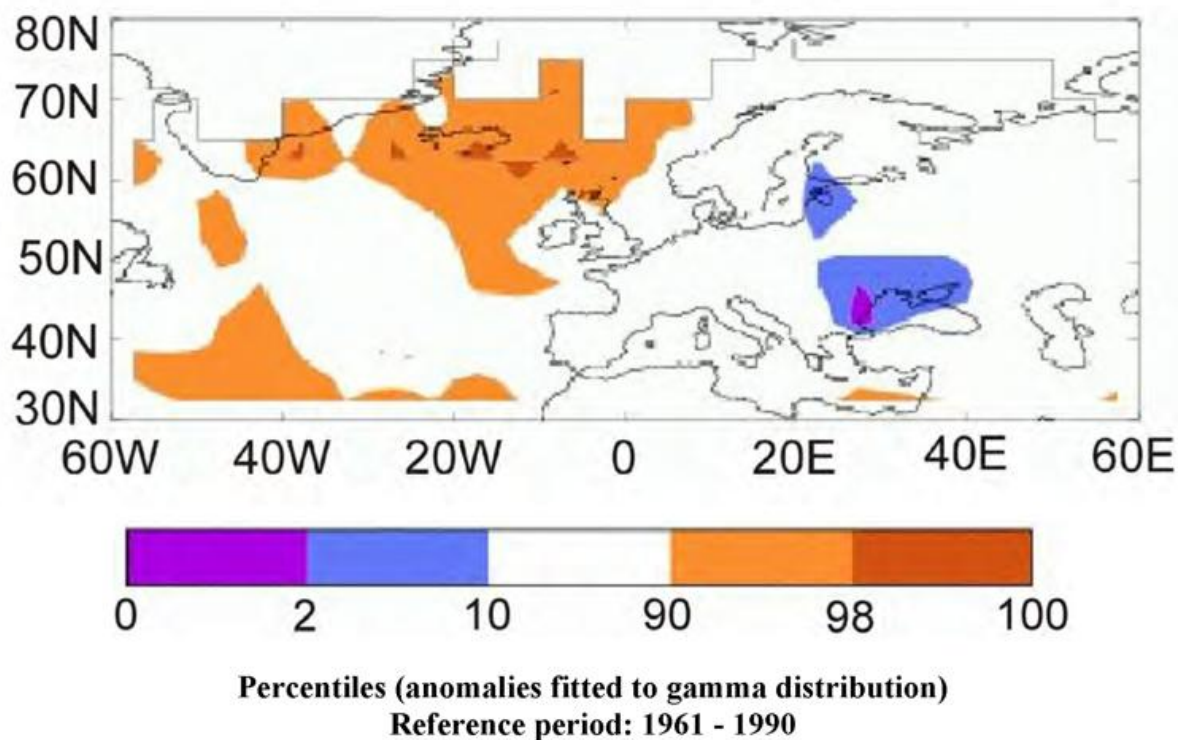 80N
70N
60N
50N
40N
30N
60W 40W 20W 0 20E 40E 60E
0 2 10 90 98 100
Percentiles (anomalies fitted to gamma distribution)
Reference period: 1961 - 1990